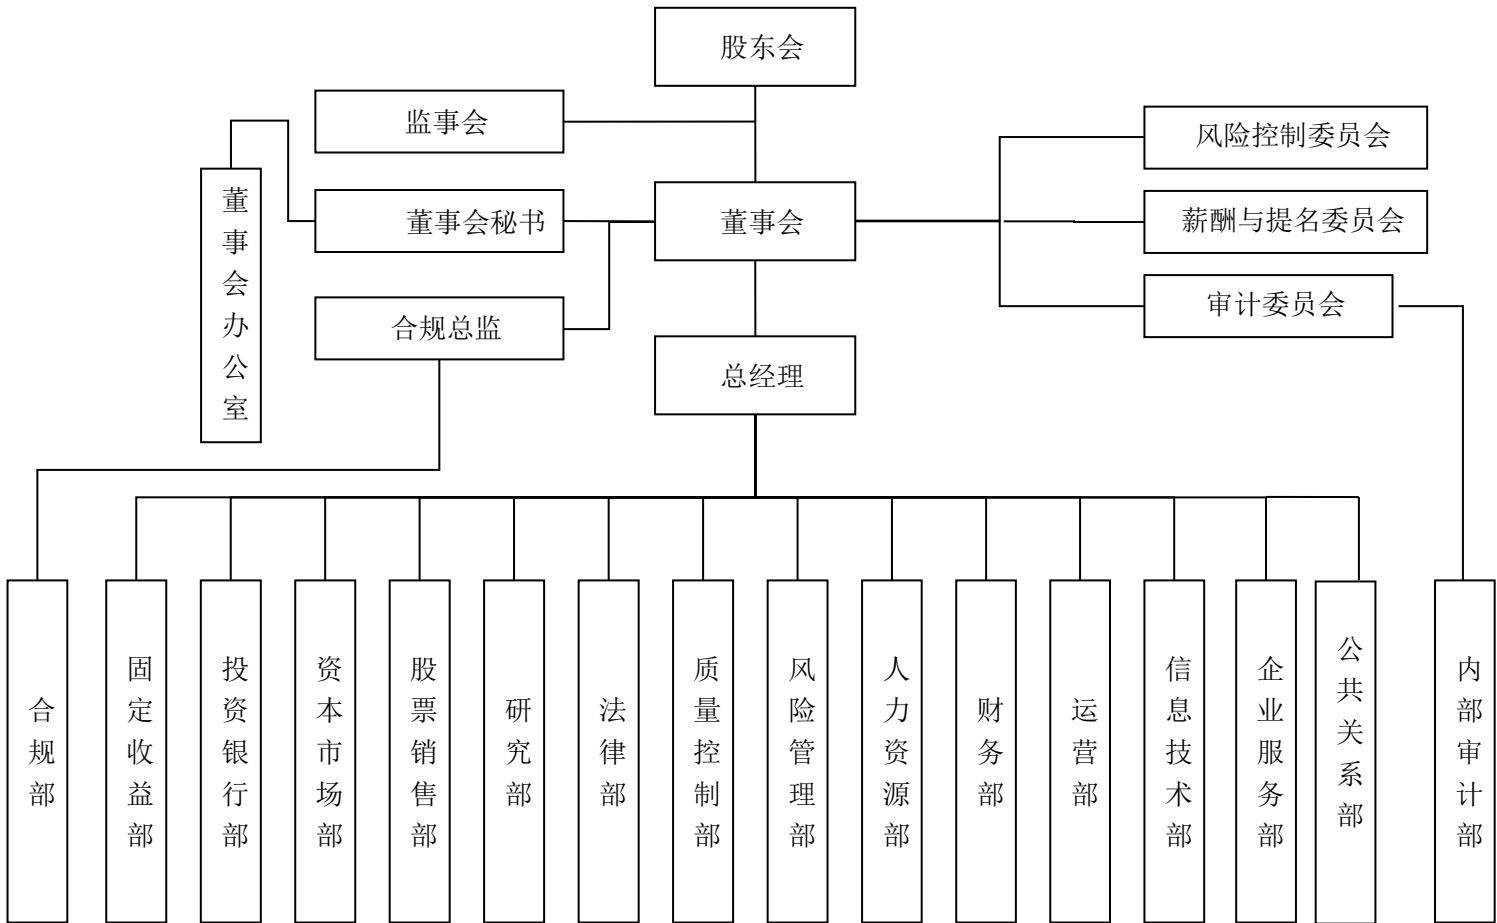 股东会
监事会
风险控制委员会
董事会办公室
董事会秘书
董事会
薪酬与提名委员会
合规总监
审计委员会
总经理
合规部
固定收益部
投资银行部
资本市场部
股票销售部
研究部
法律部
质量控制部
风险管理部
人力资源部
财务部
运营部
信息技术部
企业服务部
公共关系部
内部审计部